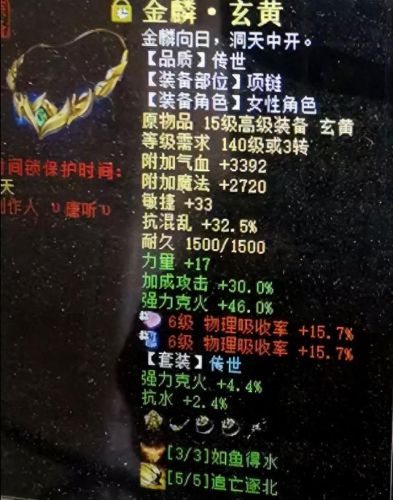 金麟·玄黄
金麟向日，洞天中开。
【品质】传世
【装备部位】项链
【装备角色】女性角色
原物品 15级高级装备 玄黄
等级需求 140级或3转
附加气血 +3392
附加魔法 +2720
敏捷 +33
抗混乱 +32.5%
耐久 1500/1500
力量 +17
加成攻击 +30.0%
强力克火 +46.0%
6级 物理吸收率 +15.7%
6级 物理吸收率 +15.7%
【套装】传世
强力克火 +4.4%
抗水 +2.4%
[3/3]如鱼得水
[5/5]追亡逐北
间锁保护时间:
天
作人